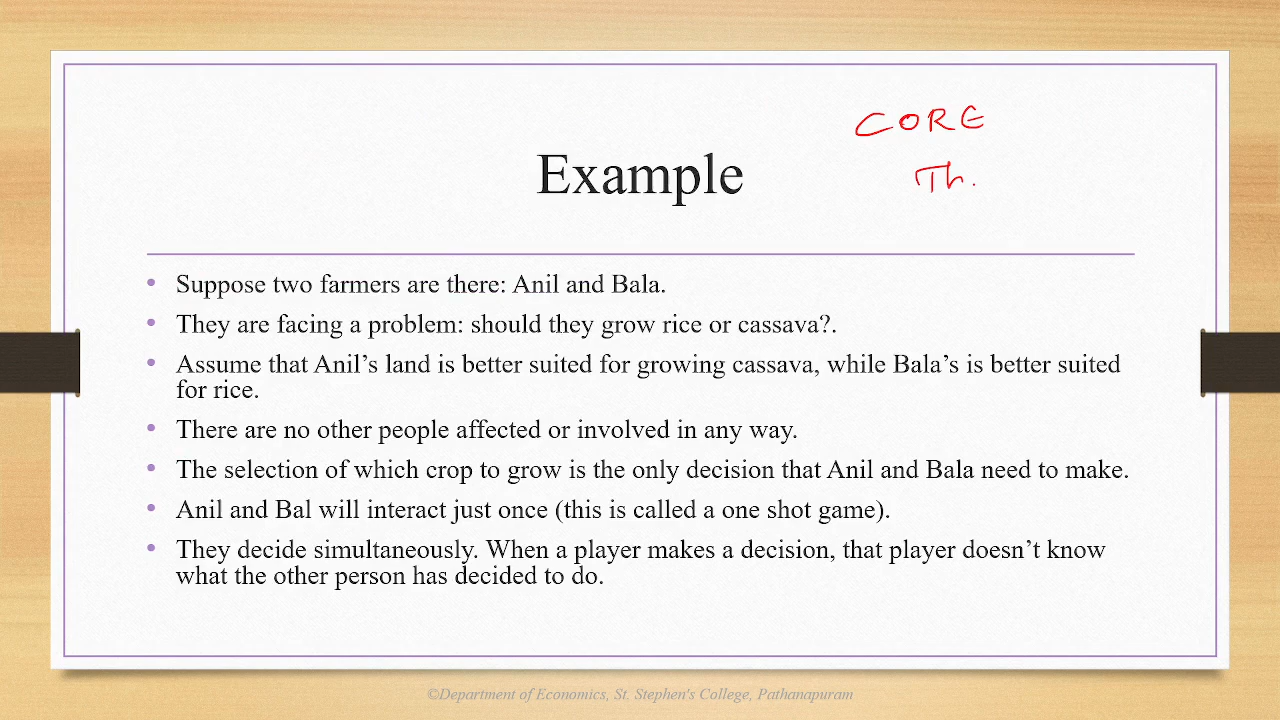 CORE
Th.
Example
• Suppose two farmers are there: Anil and Bala.
• They are facing a problem: should they grow rice or cassava?.
• Assume that Anil’s land is better suited for growing cassava, while Bala’s is better suited
for rice.
• There are no other people affected or involved in any way.
• The selection of which crop to grow is the only decision that Anil and Bala need to make.
• Anil and Bal will interact just once (this is called a one shot game).
• They decide simultaneously. When a player makes a decision, that player doesn’t know
what the other person has decided to do.
©Department of Economics, St. Stephen's College, Pathanapuram